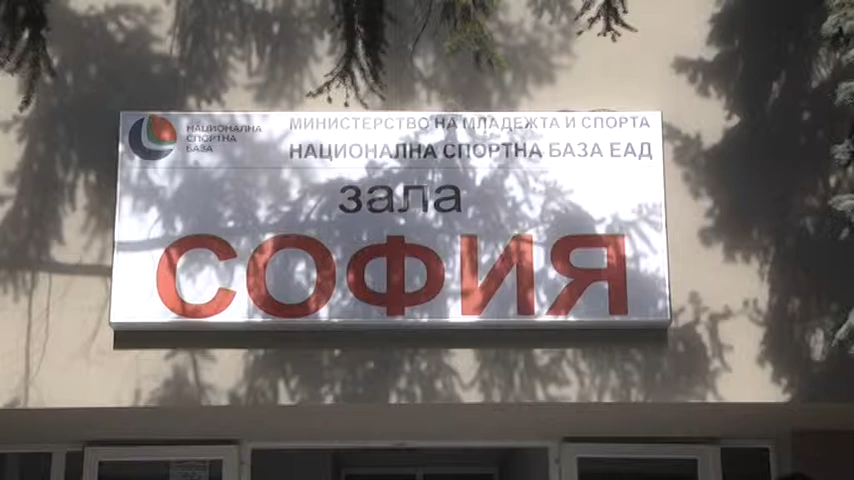 НАЦИОНАЛНА
СПОРТНА
БАЗА
МИНИСТЕРСТВО НА МЛАДЕЖТА И СПОРТА
НАЦИОНАЛНА СПОРТНА БАЗА ЕАД
зала
СОФИЯ